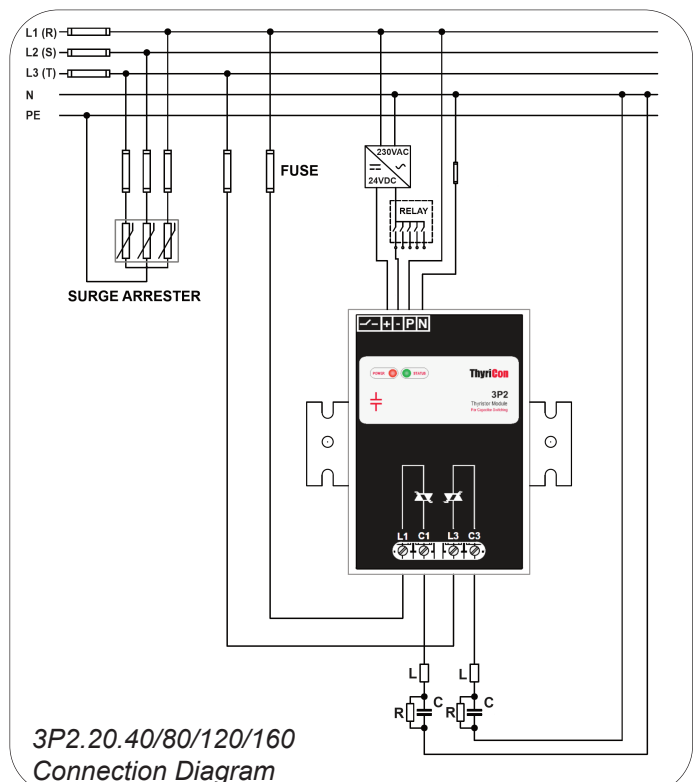 L1 (R)
L2 (S)
L3 (T)
N
PE
FUSE
230VAC
24VDC
RELAY
SURGE ARRESTER
+ - P N
POWER STATUS
ThyriCon
3P2
Thyristor Module
For Capacitor Switching
L1 C1 L3 C3
L L
R C R C
3P2.20.40/80/120/160
Connection Diagram